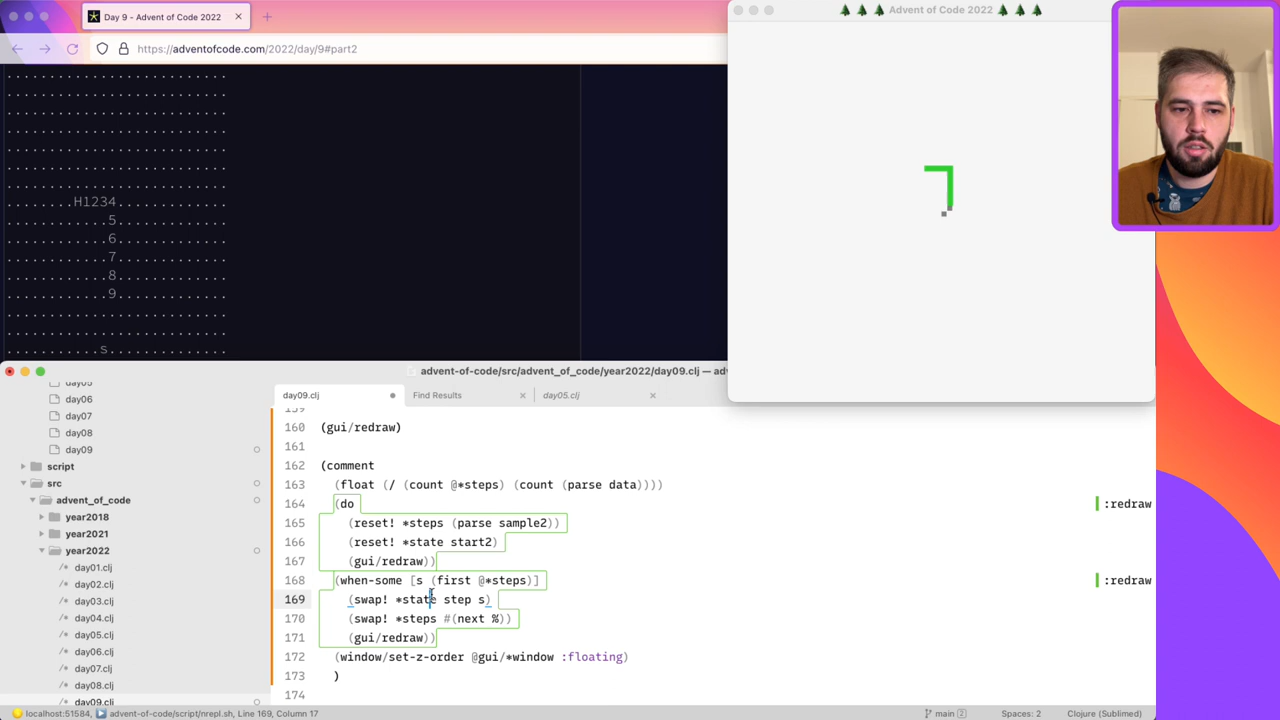 Day 9 - Advent of Code 2022
https://adventofcode.com/2022/day/9#part2
🌲 🌲 🌲 Advent of Code 2022 🌲 🌲 🌲
..........................
..........................
..........................
..........................
..........................
..........................
..........................
........H1234.............
............5.............
............6.............
............7.............
............8.............
............9.............
..........................
..........................
...........s..............
advent-of-code/src/advent_of_code/year2022/day09.clj — adv
day05
day06
day07
day08
day09
script
src
advent_of_code
year2018
year2021
year2022
/* day01.clj
/* day02.clj
/* day03.clj
/* day04.clj
/* day05.clj
/* day06.clj
/* day07.clj
/* day08.clj
/* day09.clj
day09.clj
Find Results
day05.clj
159
160 (gui/redraw)
161
162 (comment
163 (float (/ (count @*steps) (count (parse data))))
164 (do :redraw
165 (reset! *steps (parse sample2))
166 (reset! *state start2)
167 (gui/redraw))
168 (when-some [s (first @*steps)] :redraw
169 (swap! *state step s)
170 (swap! *steps #(next %))
171 (gui/redraw))
172 (window/set-z-order @gui/*window :floating)
173 )
174
localhost:51584, advent-of-code/script/nrepl.sh, Line 169, Column 17
main 2
Spaces: 2
Clojure (Sublimed)